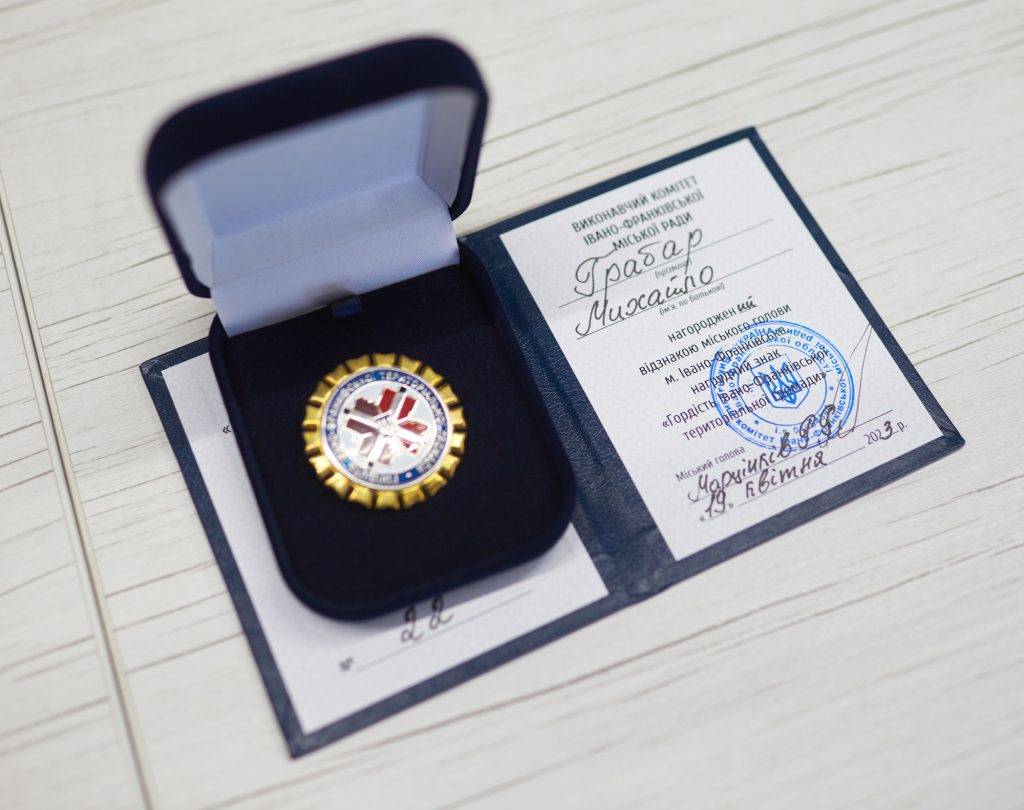 «
№ 22
ВИКОНАВЧИЙ КОМІТЕТ
ІВАНО-ФРАНКІВСЬКОЇ
МІСЬКОЇ РАДИ
Грабар
(прізвище)
Михайло
(ім'я, по батькові)
нагороджений
відзнакою міського голови
м. Івано-Франківська
нагрудний знак
«Гордість Івано-Франківської
територіальної громади»
Міський голова
Марцінків
«19» квітня 2023 р.